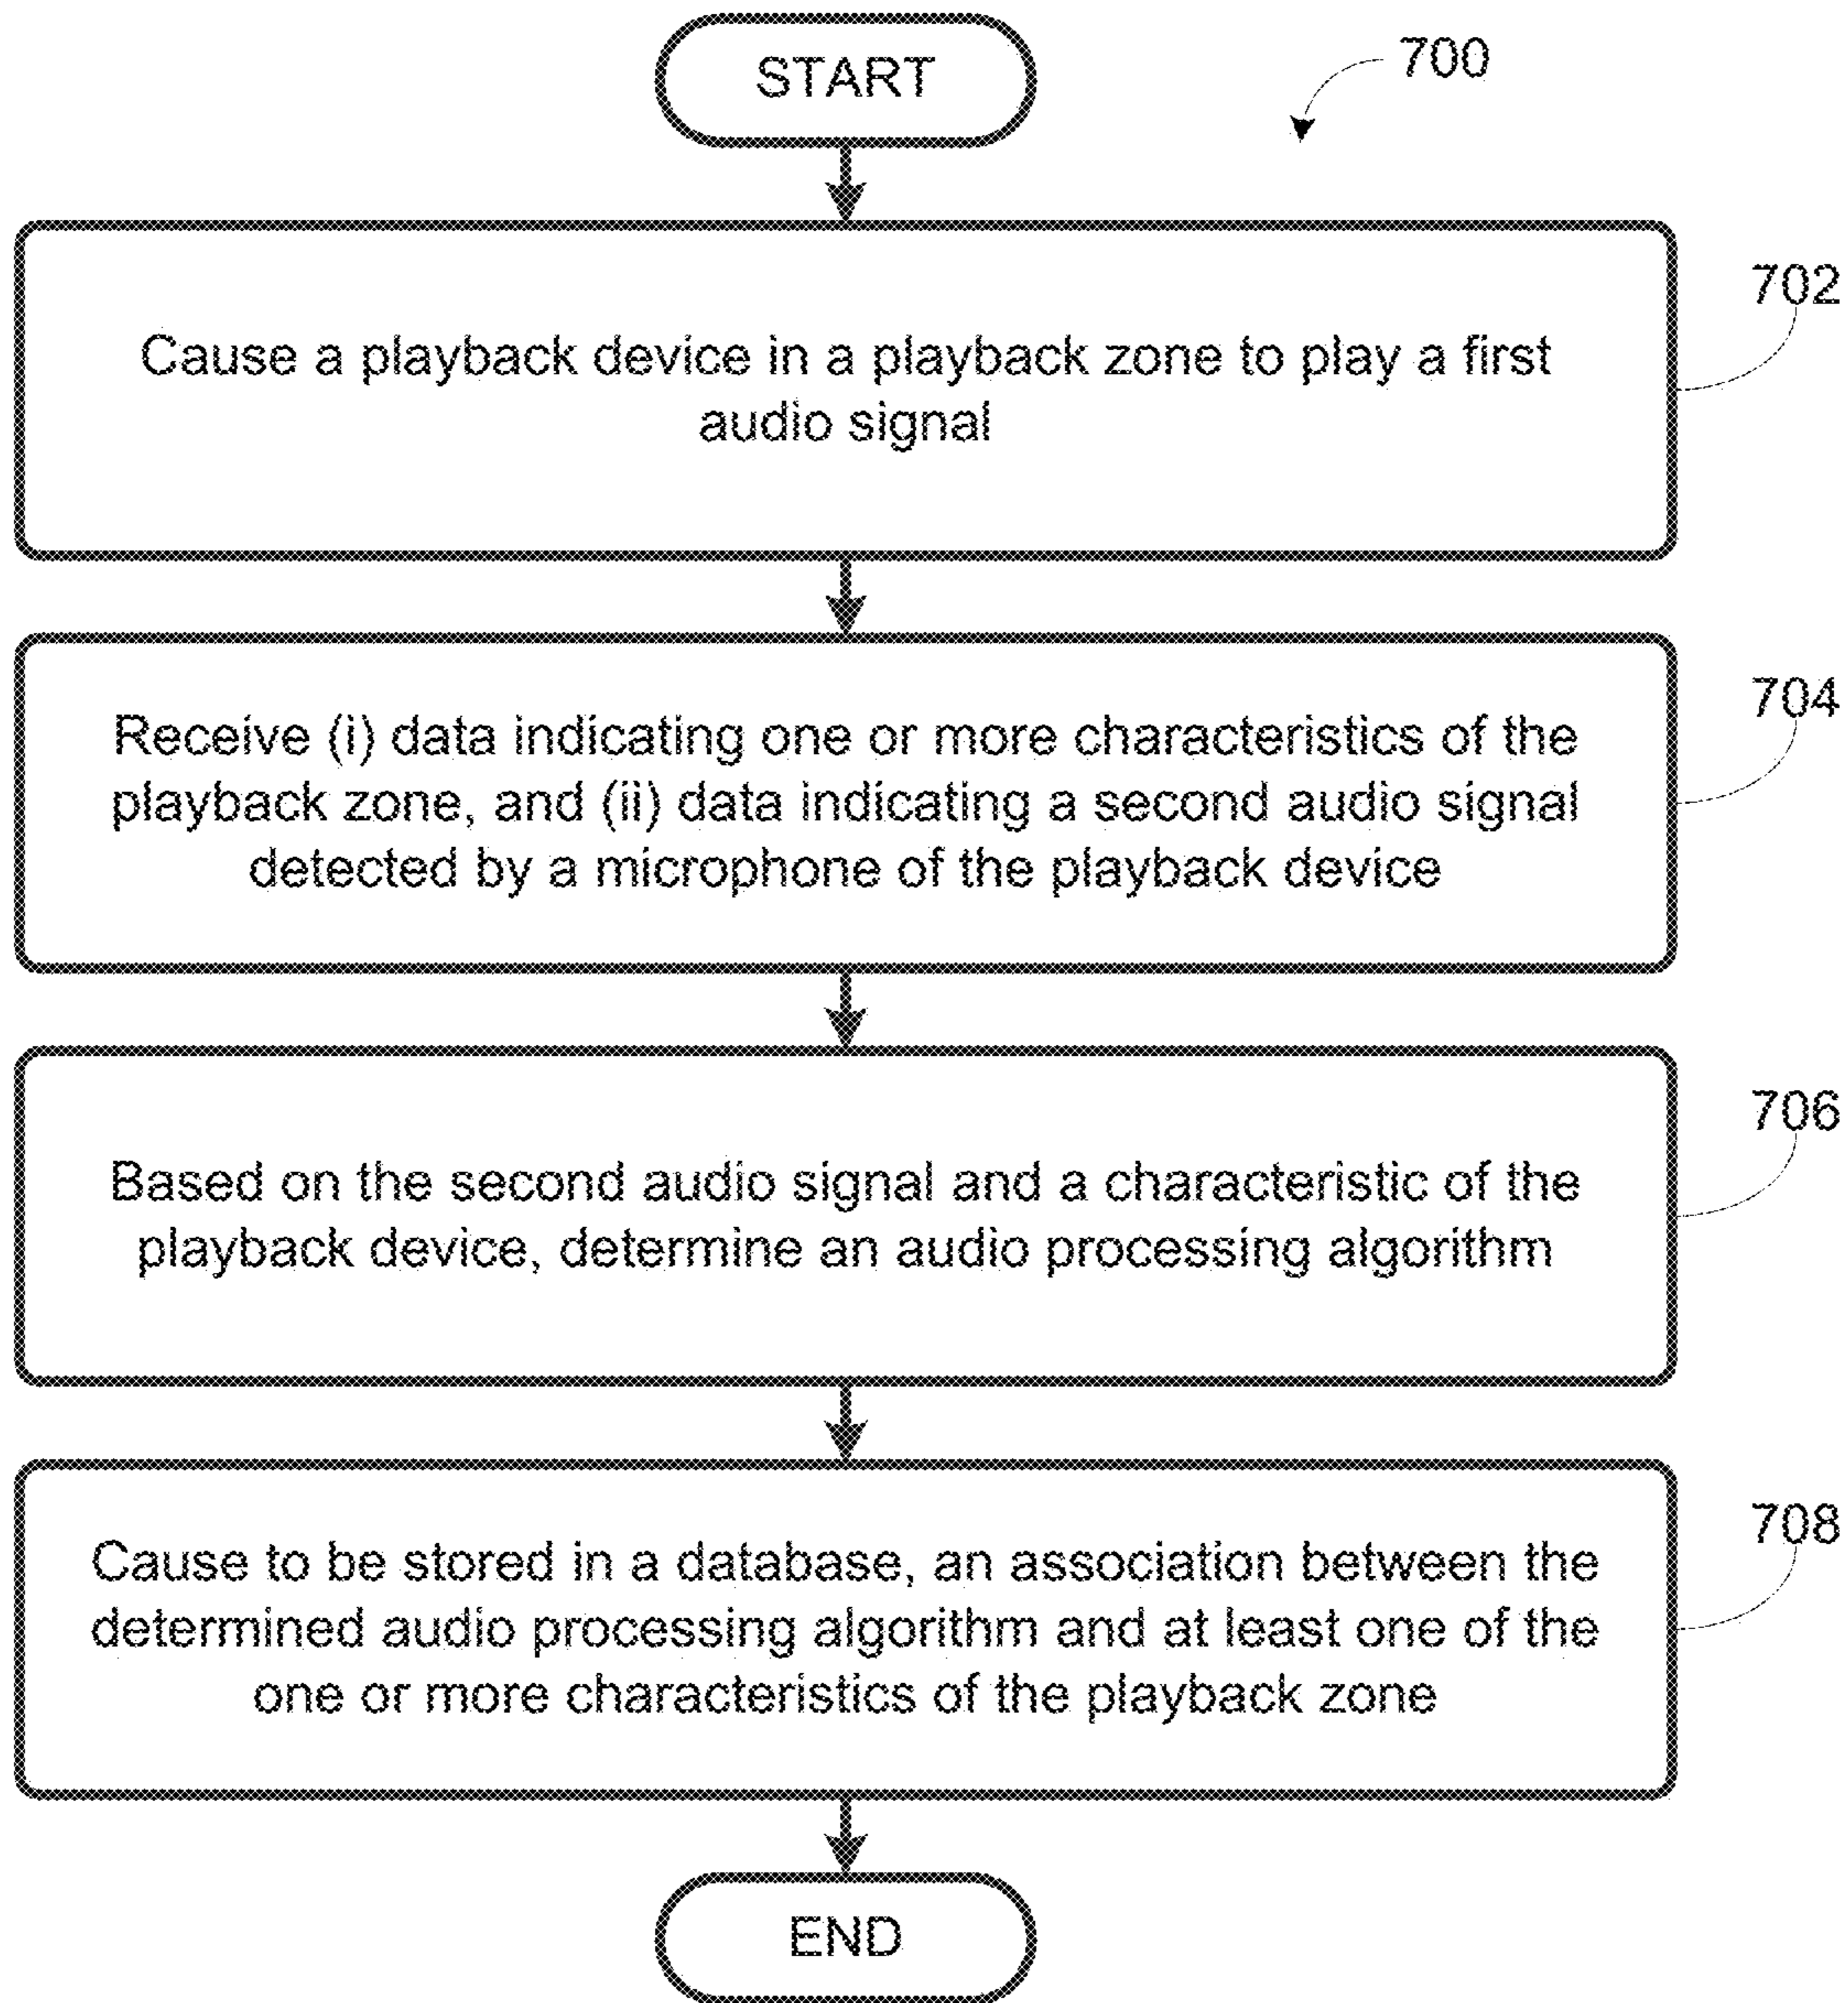 START
700
702
Cause a playback device in a playback zone to play a first
audio signal
704
Receive (i) data indicating one or more characteristics of the
playback zone, and (ii) data indicating a second audio signal
detected by a microphone of the playback device
706
Based on the second audio signal and a characteristic of the
playback device, determine an audio processing algorithm
708
Cause to be stored in a database, an association between the
determined audio processing algorithm and at least one of the
one or more characteristics of the playback zone
END